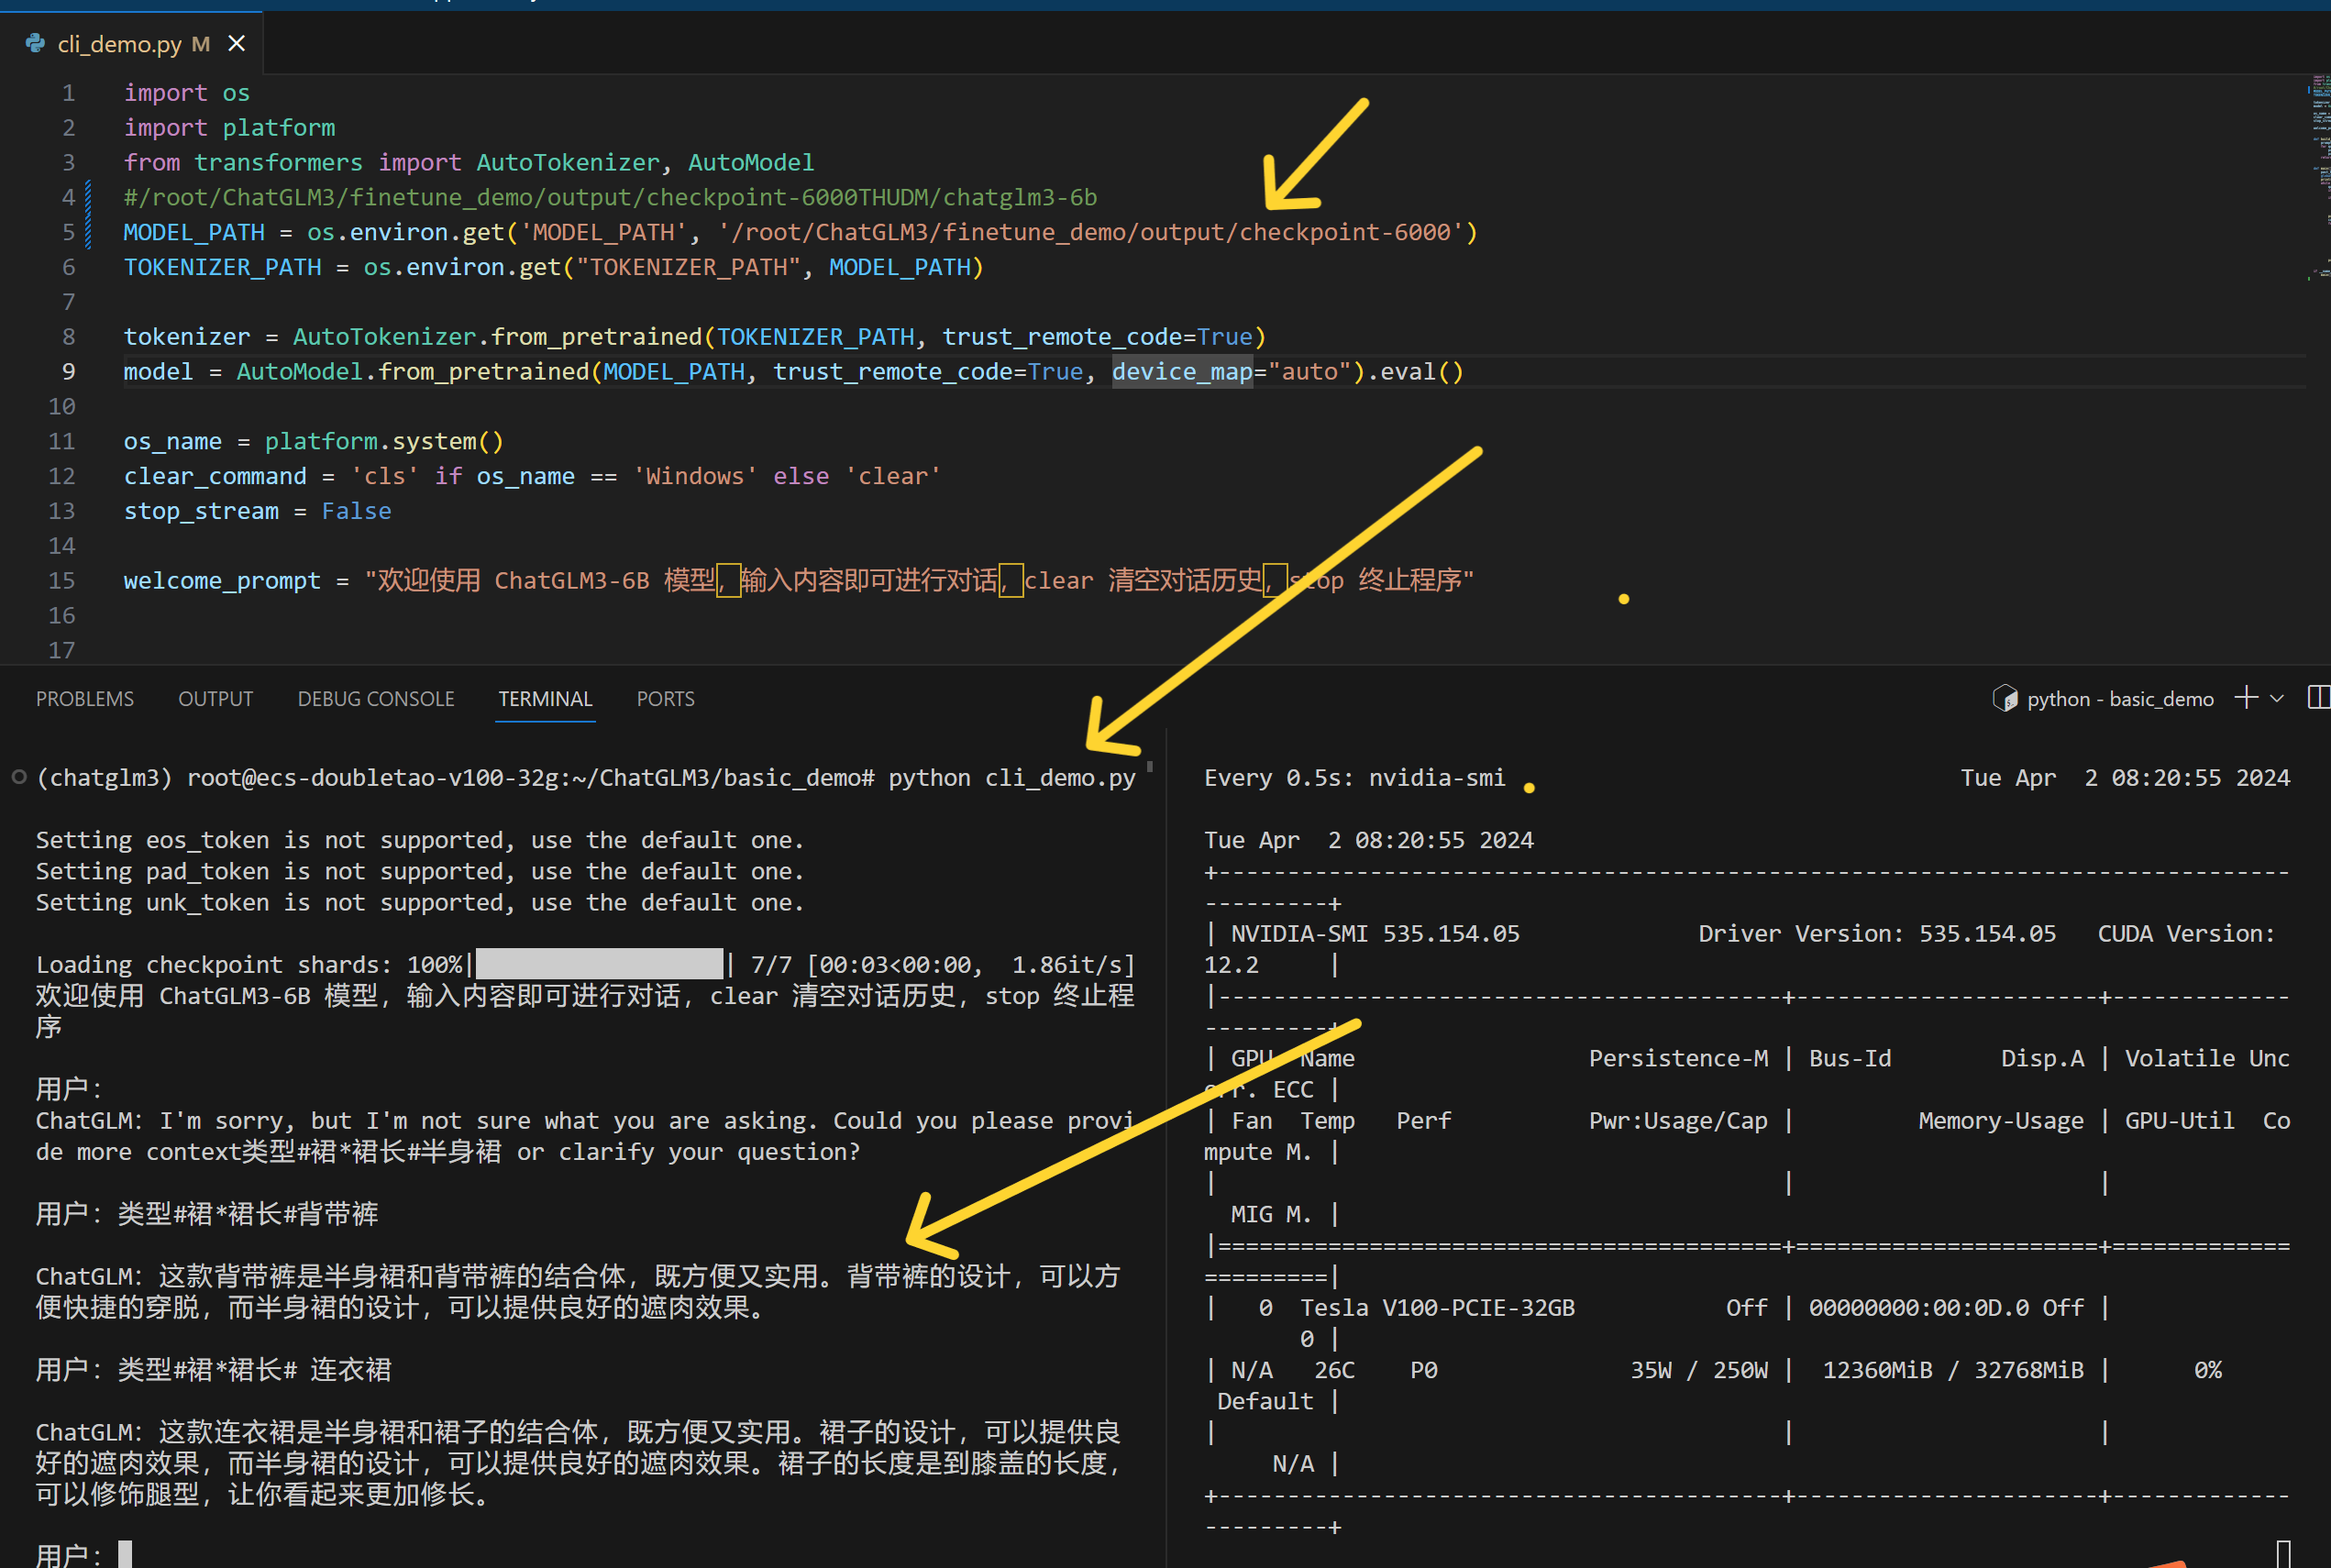 cli_demo.py M
1 import os
2 import platform
3 from transformers import AutoTokenizer, AutoModel
4 #/root/ChatGLM3/finetune_demo/output/checkpoint-6000THUDM/chatglm3-6b
5 MODEL_PATH = os.environ.get('MODEL_PATH', '/root/ChatGLM3/finetune_demo/output/checkpoint-6000')
6 TOKENIZER_PATH = os.environ.get("TOKENIZER_PATH", MODEL_PATH)
7
8 tokenizer = AutoTokenizer.from_pretrained(TOKENIZER_PATH, trust_remote_code=True)
9 model = AutoModel.from_pretrained(MODEL_PATH, trust_remote_code=True, device_map="auto").eval()
10
11 os_name = platform.system()
12 clear_command = 'cls' if os_name == 'Windows' else 'clear'
13 stop_stream = False
14
15 welcome_prompt = "欢迎使用 ChatGLM3-6B 模型，输入内容即可进行对话，clear 清空对话历史，stop 终止程序"
16
17
PROBLEMS OUTPUT DEBUG CONSOLE TERMINAL PORTS
python - basic_demo
(chatglm3) root@ecs-doubletao-v100-32g:~/ChatGLM3/basic_demo# python cli_demo.py
Setting eos_token is not supported, use the default one.
Setting pad_token is not supported, use the default one.
Setting unk_token is not supported, use the default one.
Loading checkpoint shards: 100%| | 7/7 [00:03<00:00, 1.86it/s]
欢迎使用 ChatGLM3-6B 模型，输入内容即可进行对话，clear 清空对话历史，stop 终止程
序
用户：
ChatGLM：I'm sorry, but I'm not sure what you are asking. Could you please provi
de more context类型#裙*裙长#半身裙 or clarify your question?
用户：类型#裙*裙长#背带裤
ChatGLM：这款背带裤是半身裙和背带裤的结合体，既方便又实用。背带裤的设计，可以方
便快捷的穿脱，而半身裙的设计，可以提供良好的遮肉效果。
用户：类型#裙*裙长# 连衣裙
ChatGLM：这款连衣裙是半身裙和裙子的结合体，既方便又实用。裙子的设计，可以提供良
好的遮肉效果，而半身裙的设计，可以提供良好的遮肉效果。裙子的长度是到膝盖的长度，
可以修饰腿型，让你看起来更加修长。
用户：
Every 0.5s: nvidia-smi Tue Apr 2 08:20:55 2024
Tue Apr 2 08:20:55 2024
+------------------------------------------------------------------------------
---------+
| NVIDIA-SMI 535.154.05 Driver Version: 535.154.05 CUDA Version:
12.2 |
|-----------------------------------------+----------------------+-------------
---------+
| GPU Name Persistence-M | Bus-Id Disp.A | Volatile Unc
orr. ECC |
| Fan Temp Perf Pwr:Usage/Cap | Memory-Usage | GPU-Util Co
mpute M. |
| | |
MIG M. |
|=========================================+======================+=============
=========|
| 0 Tesla V100-PCIE-32GB Off | 00000000:00:0D.0 Off |
0 |
| N/A 26C P0 35W / 250W | 12360MiB / 32768MiB | 0%
Default |
| | |
N/A |
+-----------------------------------------+----------------------+-------------
---------+